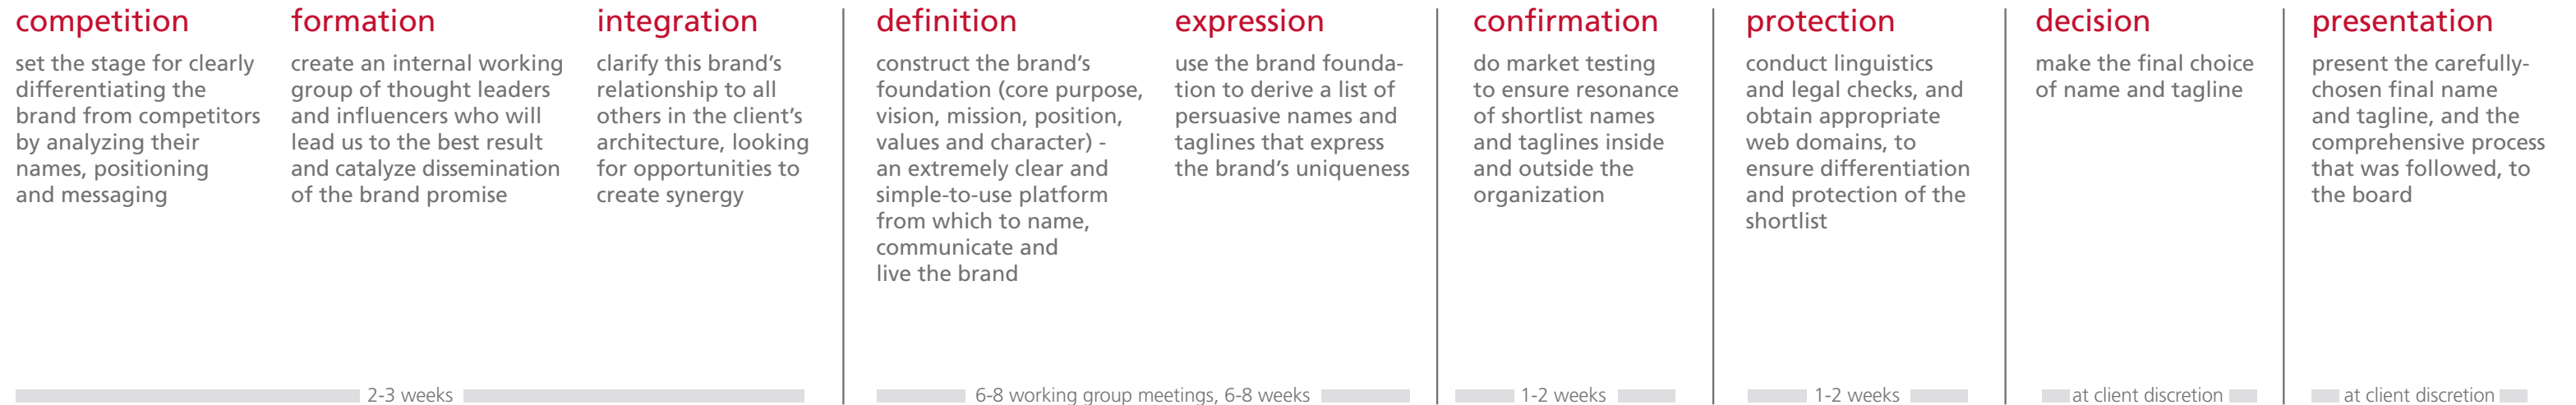 competition
set the stage for clearly
differentiating the
brand from competitors
by analyzing their
names, positioning
and messaging
formation
create an internal working
group of thought leaders
and influencers who will
lead us to the best result
and catalyze dissemination
of the brand promise
integration
clarify this brand’s
relationship to all
others in the client’s
architecture, looking
for opportunities to
create synergy
2-3 weeks
definition
construct the brand’s
foundation (core purpose,
vision, mission, position,
values and character) -
an extremely clear and
simple-to-use platform
from which to name,
communicate and
live the brand
expression
use the brand founda-
tion to derive a list of
persuasive names and
taglines that express
the brand’s uniqueness
6-8 working group meetings, 6-8 weeks
confirmation
do market testing
to ensure resonance
of shortlist names
and taglines inside
and outside the
organization
1-2 weeks
protection
conduct linguistics
and legal checks, and
obtain appropriate
web domains, to
ensure differentiation
and protection of the
shortlist
1-2 weeks
decision
make the final choice
of name and tagline
at client discretion
presentation
present the carefully-
chosen final name
and tagline, and the
comprehensive process
that was followed, to
the board
at client discretion